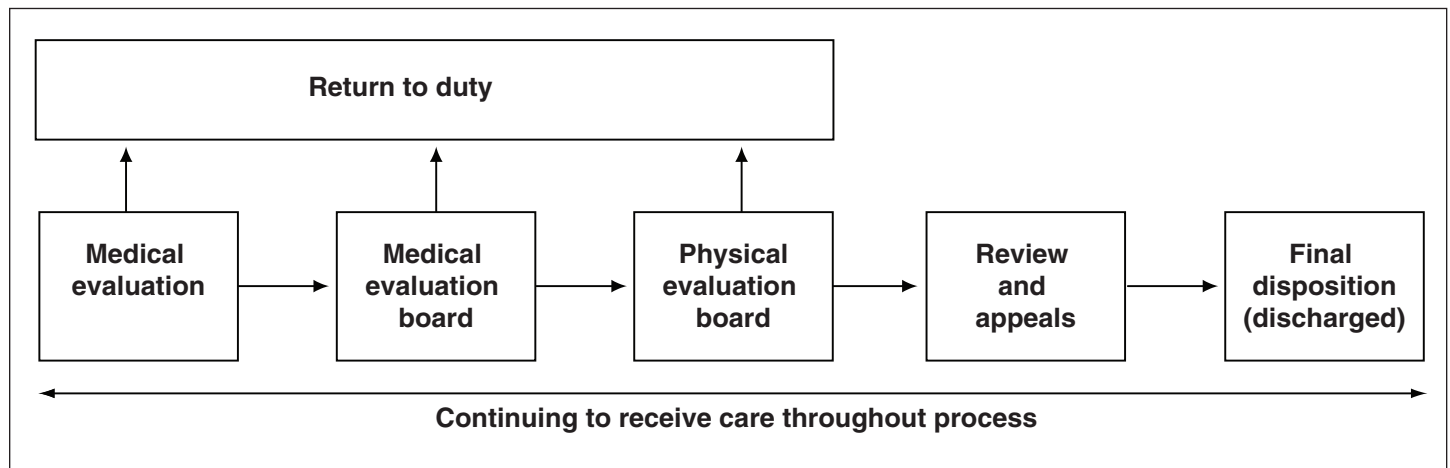 Return to duty
Medical
evaluation
Medical
evaluation
board
Physical
evaluation
board
Review
and
appeals
Final
disposition
(discharged)
Continuing to receive care throughout process